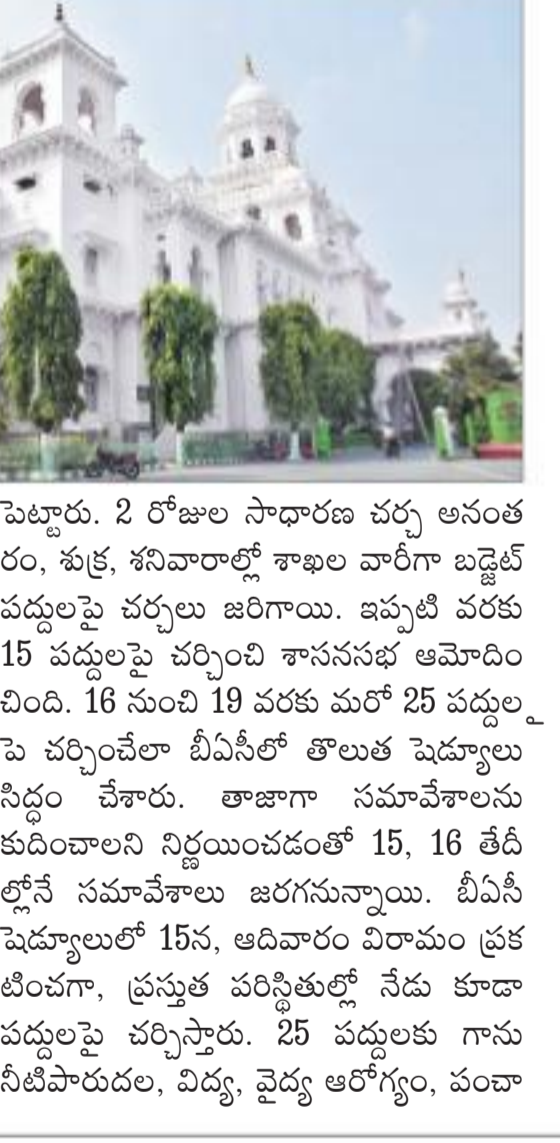 పెట్టారు. 2 రోజుల సాధారణ చర్చ అనంత
రం, శుక్ర, శనివారాల్లో శాఖల వారీగా బడ్జెట్
పద్దులపై చర్చలు జరిగాయి. ఇప్పటి వరకు
15 పద్దులపై చర్చించి శాసనసభ ఆమోదిం
చింది. 16 నుంచి 19 వరకు మరో 25 పద్దుల
పై చర్చించేలా బీఏసీలో తొలుత షెడ్యూలు
సిద్ధం చేశారు. తాజాగా సమావేశాలను
కుదించాలని నిర్ణయించడంతో 15, 16 తేదీ
ల్లోనే సమావేశాలు జరగనున్నాయి. బీఏసీ
షెడ్యూలులో 15న, ఆదివారం విరామం ప్రక
టించగా, ప్రస్తుత పరిస్థితుల్లో నేడు కూడా
పద్దులపై చర్చిస్తారు. 25 పద్దులకు గాను
నీటిపారుదల, విద్య, వైద్య ఆరోగ్యం, పంచా